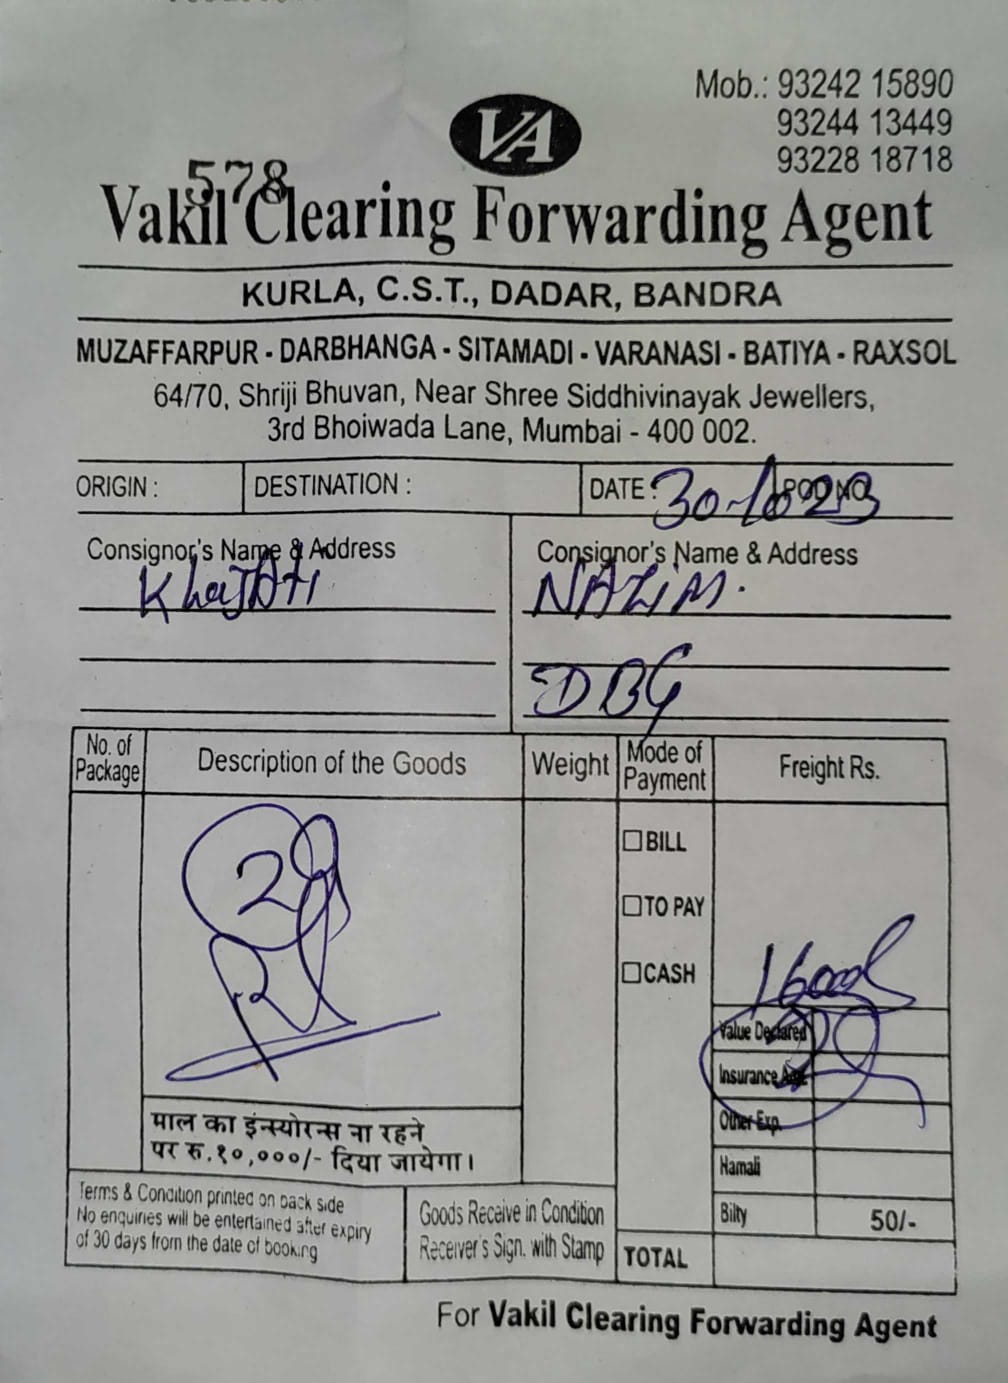 Mob.: 93242 15890
93244 13449
93228 18718
VA
578
Vakil Clearing Forwarding Agent
KURLA, C.S.T., DADAR, BANDRA
MUZAFFARPUR - DARBHANGA - SITAMADI - VARANASI - BATIYA - RAXSOL
64/70, Shriji Bhuvan, Near Shree Siddhivinayak Jewellers,
3rd Bhoiwada Lane, Mumbai - 400 002.
ORIGIN : DESTINATION : DATE : 30-10-23 POD NO.
Consignor's Name & Address Consignor's Name & Address
NAZIM.
DBG
No. of Package Description of the Goods Weight Mode of Payment Freight Rs.
BILL
TO PAY
CASH
2
Value Declared
Insurance Amt.
Other Exp.
Hamali
Bilty 50/-
TOTAL
माल का इंन्स्योरन्स ना रहने
पर रु.१०,०००/- दिया जायेगा।
Terms & Condition printed on back side
No enquiries will be entertained after expiry
of 30 days from the date of booking
Goods Receive in Condition
Receiver's Sign. with Stamp
For Vakil Clearing Forwarding Agent